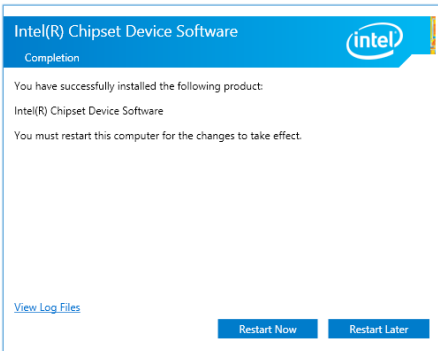 Intel(R) Chipset Device Software
(intel)
Completion
You have successfully installed the following product:
Intel(R) Chipset Device Software
You must restart this computer for the changes to take effect.
View Log Files
Restart Now Restart Later